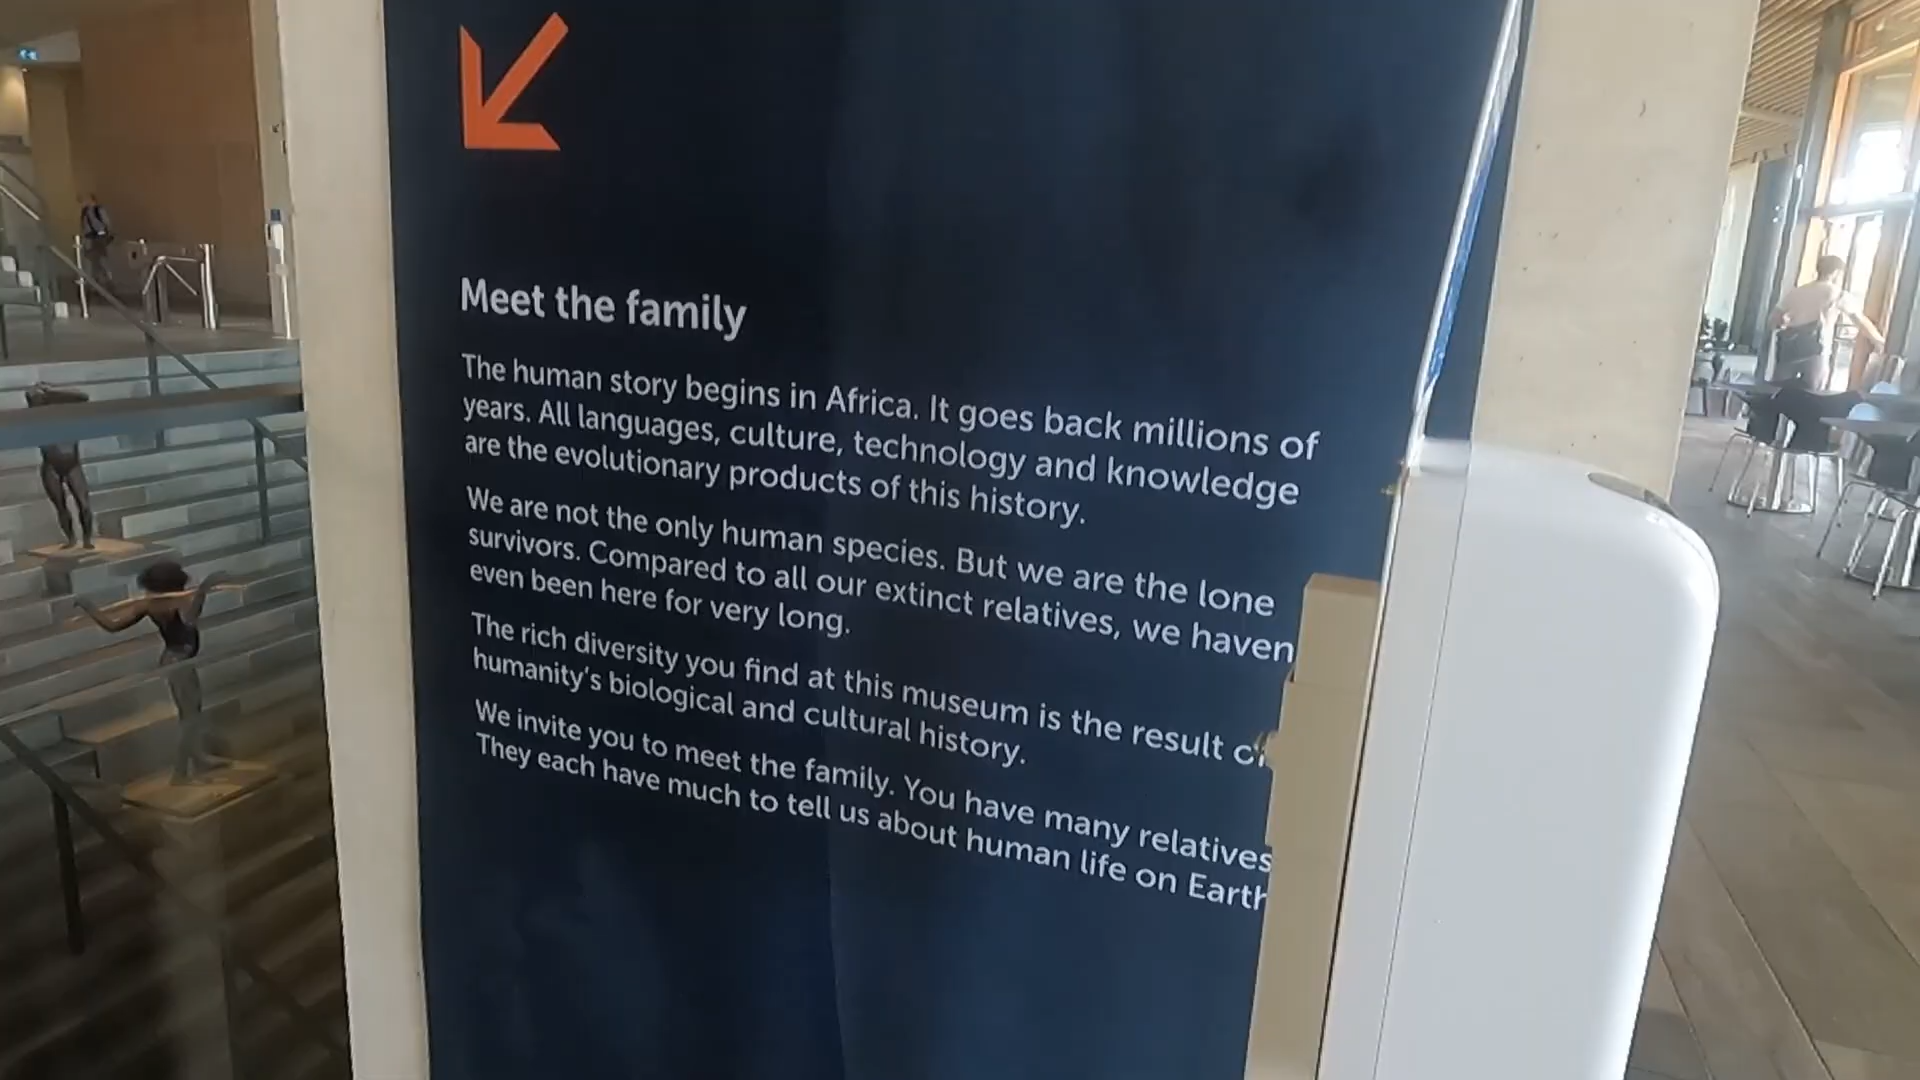 Meet the family
The human story begins in Africa. It goes back millions of
years. All languages, culture, technology and knowledge
are the evolutionary products of this history.
We are not the only human species. But we are the lone
survivors. Compared to all our extinct relatives, we haven
even been here for very long.
The rich diversity you find at this museum is the result of
humanity's biological and cultural history.
We invite you to meet the family. You have many relatives
They each have much to tell us about human life on Earth